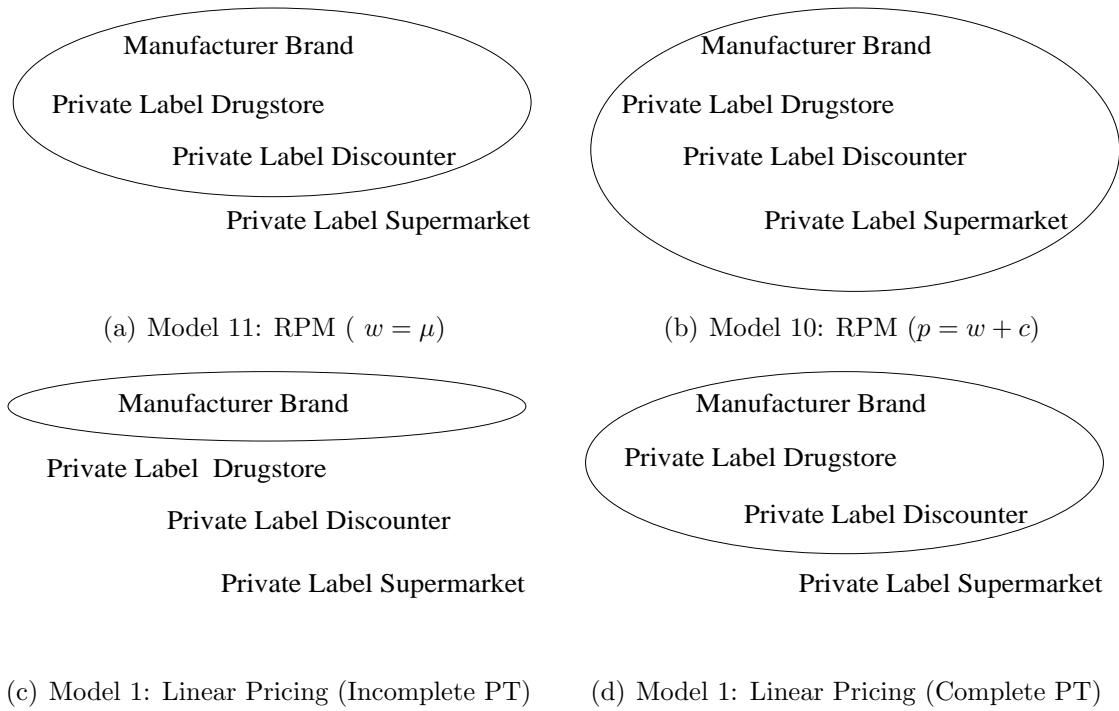 Manufacturer Brand
Private Label Drugstore
Private Label Discounter
Private Label Supermarket
(a) Model 11: RPM ( w = μ)
Manufacturer Brand
Private Label Drugstore
Private Label Discounter
Private Label Supermarket
(b) Model 10: RPM (p = w + c)
Manufacturer Brand
Private Label Drugstore
Private Label Discounter
Private Label Supermarket
(c) Model 1: Linear Pricing (Incomplete PT)
Manufacturer Brand
Private Label Drugstore
Private Label Discounter
Private Label Supermarket
(d) Model 1: Linear Pricing (Complete PT)